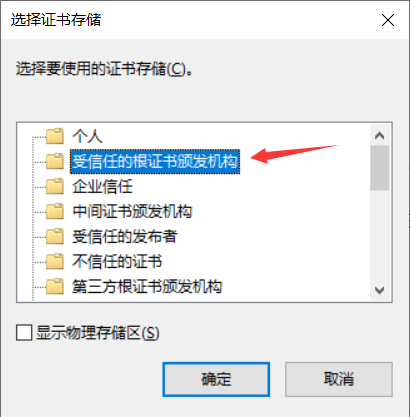 选择证书存储
选择要使用的证书存储(C)。
个人
受信任的根证书颁发机构
企业信任
中间证书颁发机构
受信任的发布者
不信任的证书
第三方根证书颁发机构
显示物理存储区(S)
确定
取消